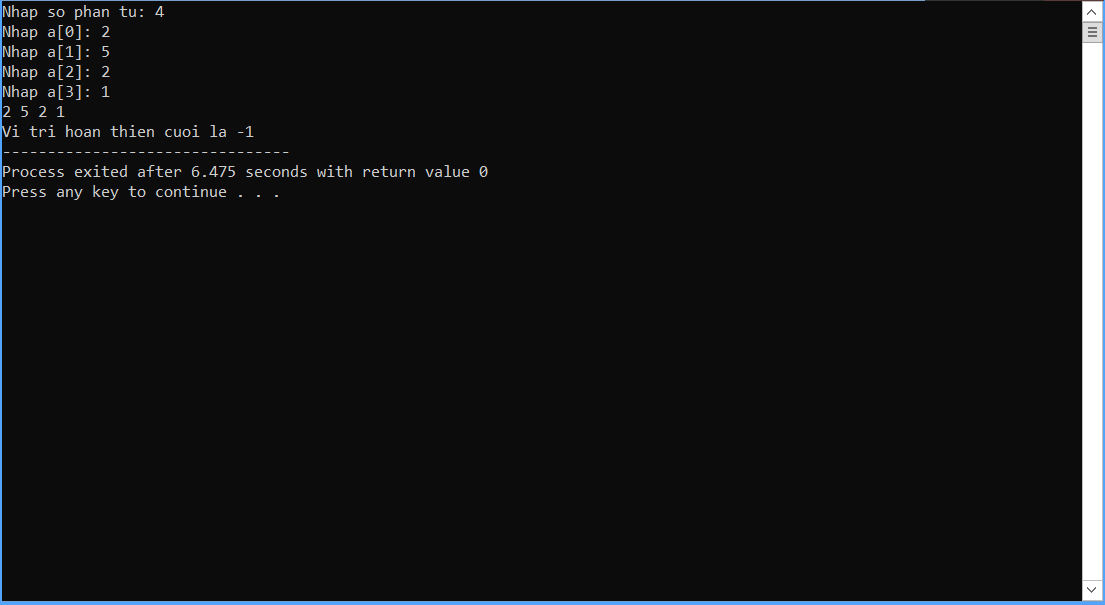 Nhap so phan tu: 4
Nhap a[0]: 2
Nhap a[1]: 5
Nhap a[2]: 2
Nhap a[3]: 1
2 5 2 1
Vi tri hoan thien cuoi la -1
--------------------------------
Process exited after 6.475 seconds with return value 0
Press any key to continue . . .